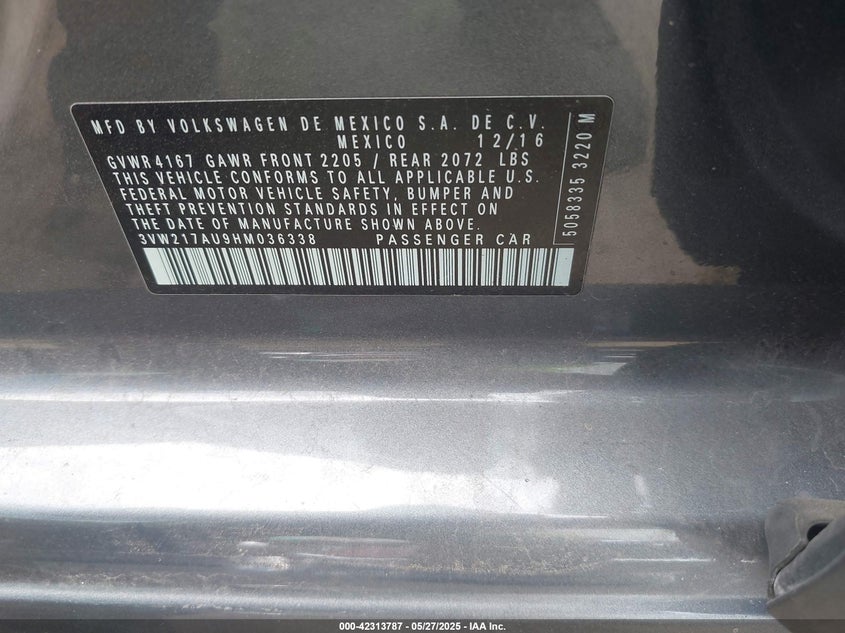 MFD BY VOLKSWAGEN DE MEXICO S.A. DE C.V.
MEXICO 12/16
GVWR 4167 GAWR FRONT 2205 / REAR 2072 LBS
THIS VEHICLE CONFORMS TO ALL APPLICABLE U.S.
FEDERAL MOTOR VEHICLE SAFETY, BUMPER AND
THEFT PREVENTION STANDARDS IN EFFECT ON
THE DATE OF MANUFACTURE SHOWN ABOVE.
3VW217AU9HM036338 PASSENGER CAR
5058335 3220 M
000-42313787 - 05/27/2025 - IAA Inc.